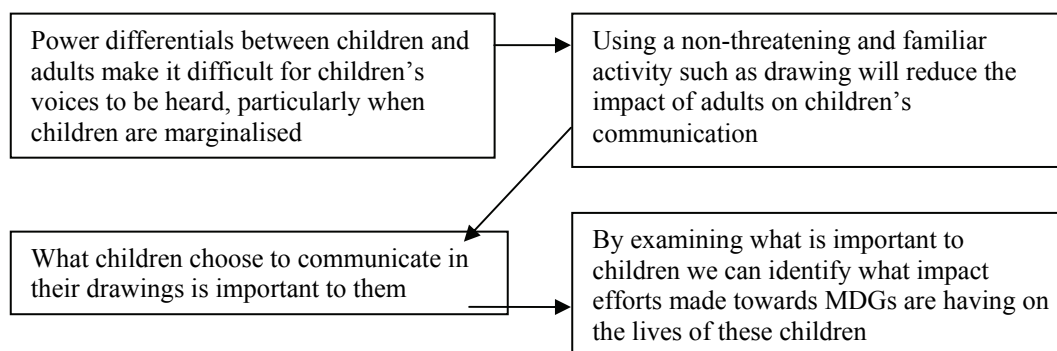 Power differentials between children and
adults make it difficult for children’s
voices to be heard, particularly when
children are marginalised
Using a non-threatening and familiar
activity such as drawing will reduce the
impact of adults on children’s
communication
What children choose to communicate in
their drawings is important to them
By examining what is important to
children we can identify what impact
efforts made towards MDGs are having on
the lives of these children